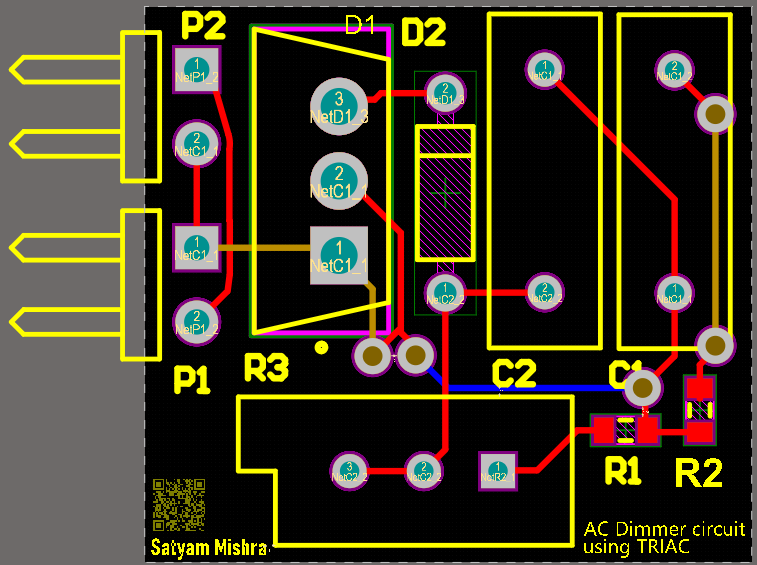 P2
D1
D2
1
NetP1_2
2
NetC1_1
1
NetC1_1
2
NetP1_2
P1
3
NetD1_3
2
NetC1_1
1
NetC1_1
R3
2
NetD1_3
1
NetC2_2
1
NetC1_1
2
NetC2_2
C2
2
NetC1_2
1
NetC1_1
C1
3
NetC2_2
2
NetC2_2
1
NetR2_1
R1
R2
Satyam Mishra
AC Dimmer circuit
using TRIAC